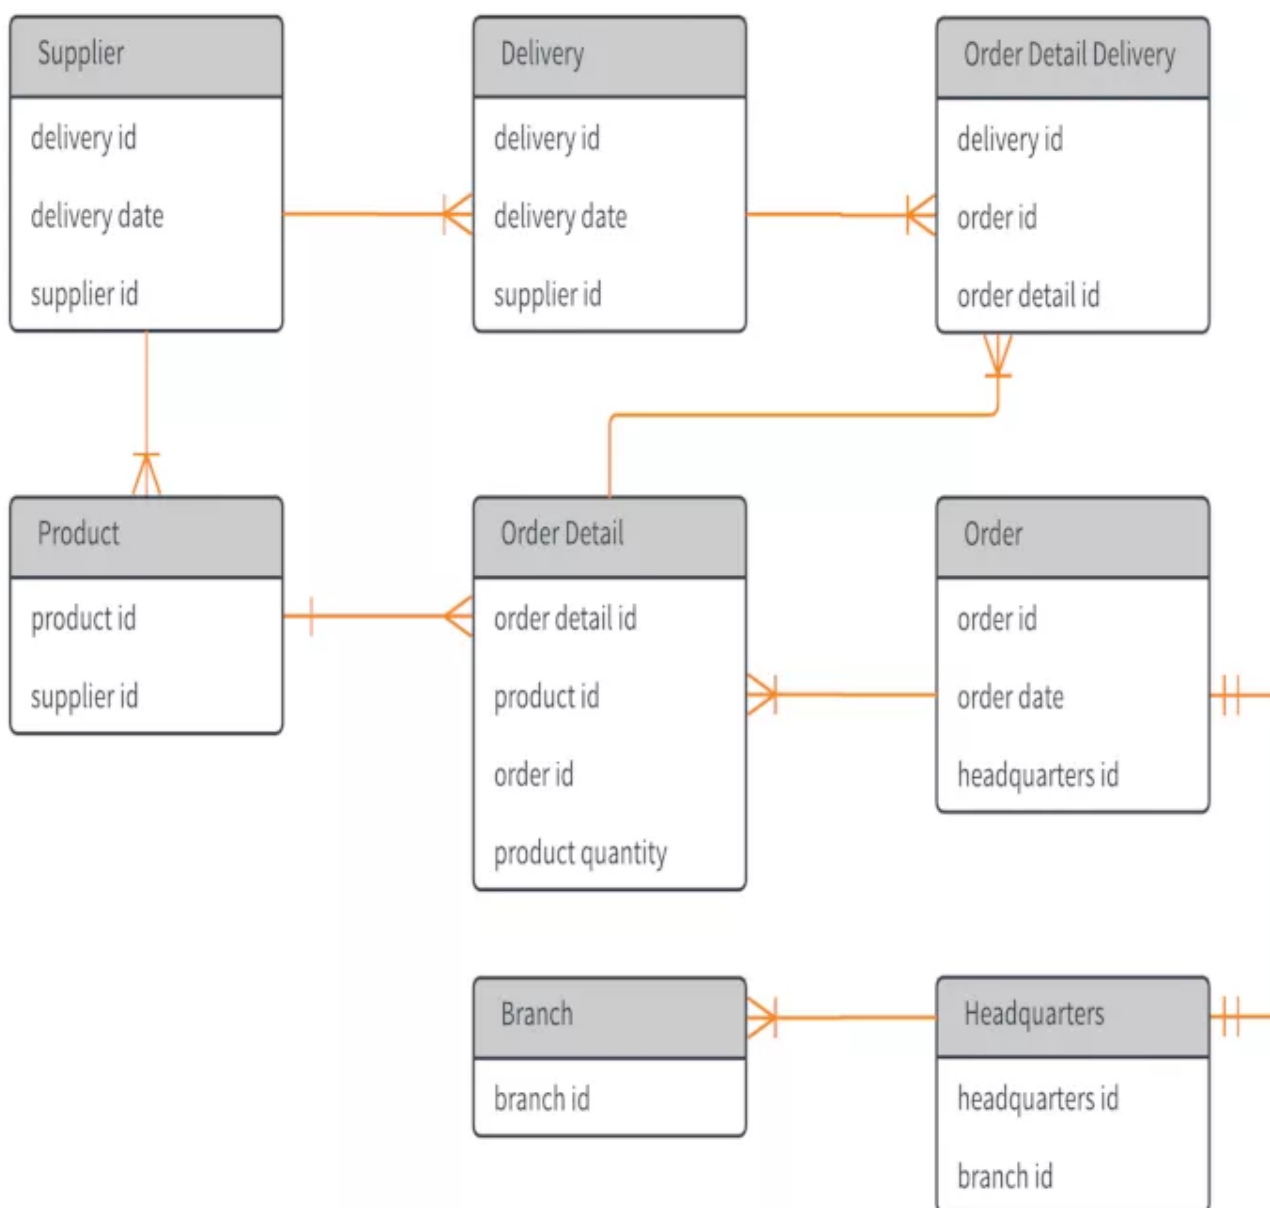 Supplier
delivery id
delivery date
supplier id
Delivery
delivery id
delivery date
supplier id
Order Detail Delivery
delivery id
order id
order detail id
Product
product id
supplier id
Order Detail
order detail id
product id
order id
product quantity
Order
order id
order date
headquarters id
Branch
branch id
Headquarters
headquarters id
branch id